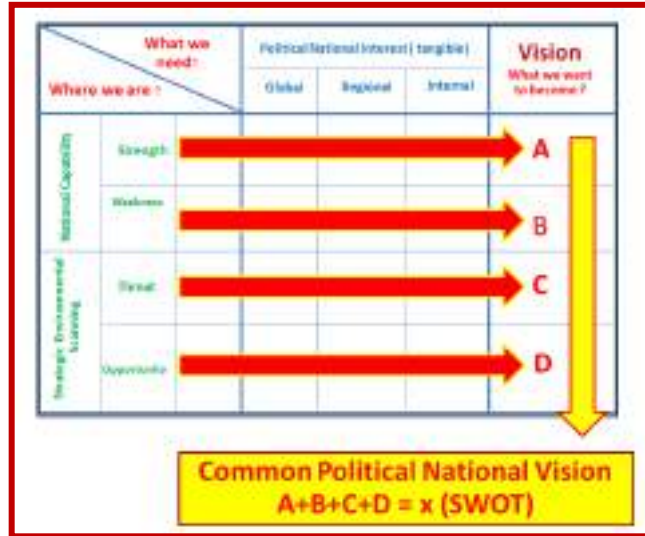 What we
need?
Where we are ?
Political National Interest ( tangible)
Global
Regional
Internal
Vision
What we want
to become ?
National Capability
Strength
A
Weakness
B
Strategic Environmental
Scanning
Threat
C
D
Common Political National Vision
A+B+C+D = x (SWOT)